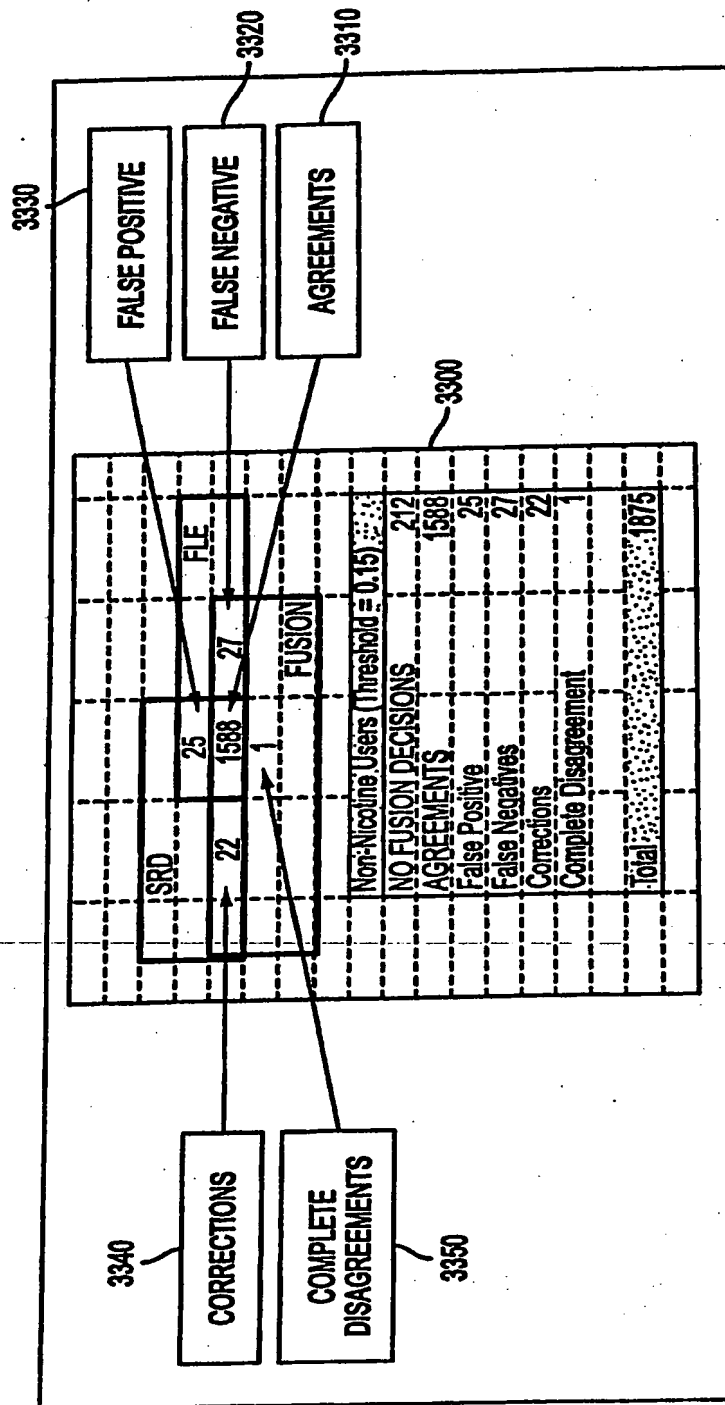 3330
FALSE POSITIVE
3320
FALSE NEGATIVE
3310
AGREEMENTS
3340
CORRECTIONS
3350
COMPLETE
DISAGREEMENTS
SRD
25
FLE
22
1588
27
1
FUSION
3300
Non-Nicotine Users (Threshold = 0.15)
NO FUSION DECISIONS 212
AGREEMENTS 1588
False Positive 25
False Negatives 27
Corrections 22
Complete Disagreement 1
Total 1875